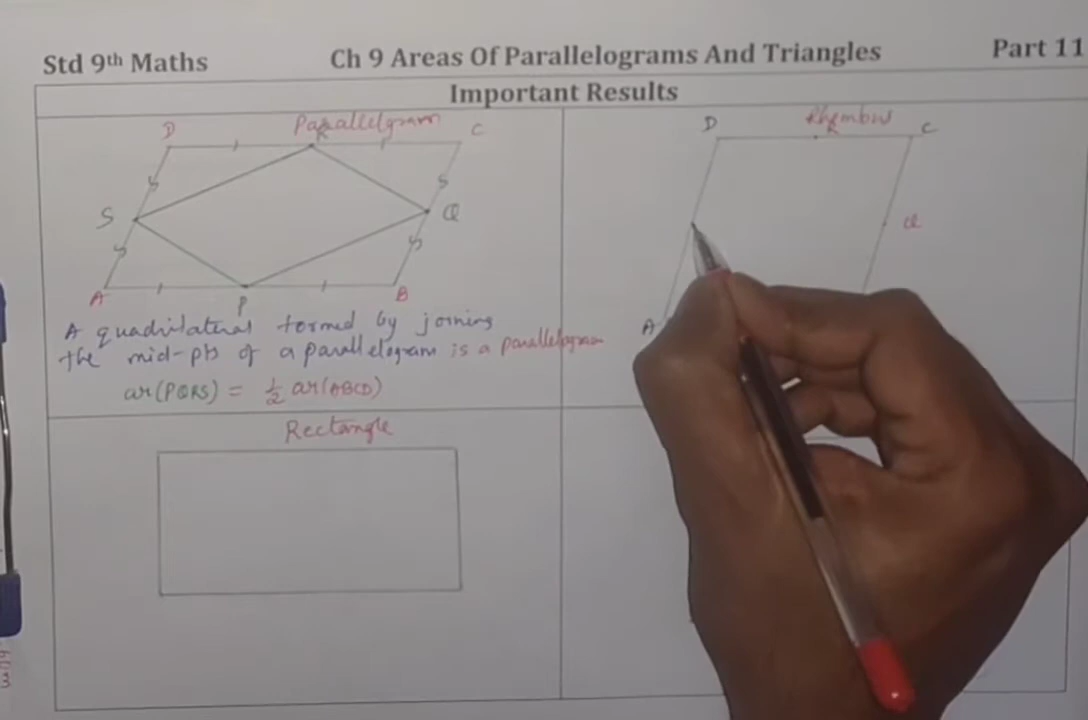 Std 9th Maths Ch 9 Areas Of Parallelograms And Triangles Part 11
Important Results
Parallelogram
D R C
S Q
A P B
A quadrilateral formed by joining
the mid-pts of a parallelogram is a parallelogram
ar(PQRS) = 1/2 ar(ABCD)
Rhombus
D R C
Q
A
Rectangle